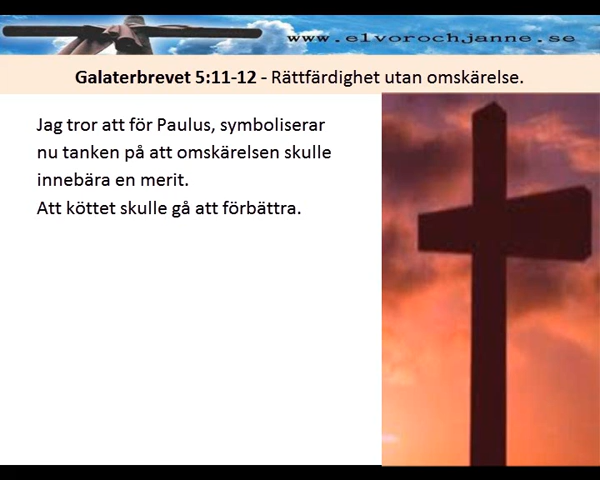 www.elvorochjanne.se
Galaterbrevet 5:11-12 - Rättfärdighet utan omskärelse.
Jag tror att för Paulus, symboliserar
nu tanken på att omskärelsen skulle
innebära en merit.
Att köttet skulle gå att förbättra.